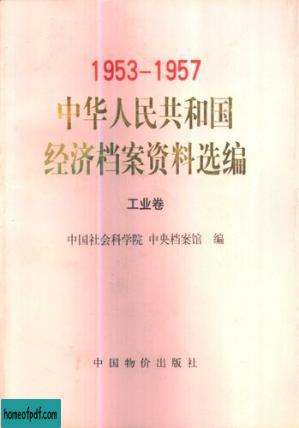 1953-1957
中华人民共和国
经济档案资料选编
工业卷
中国社会科学院 中央档案馆 编
中国物价出版社
homeofpdf.com